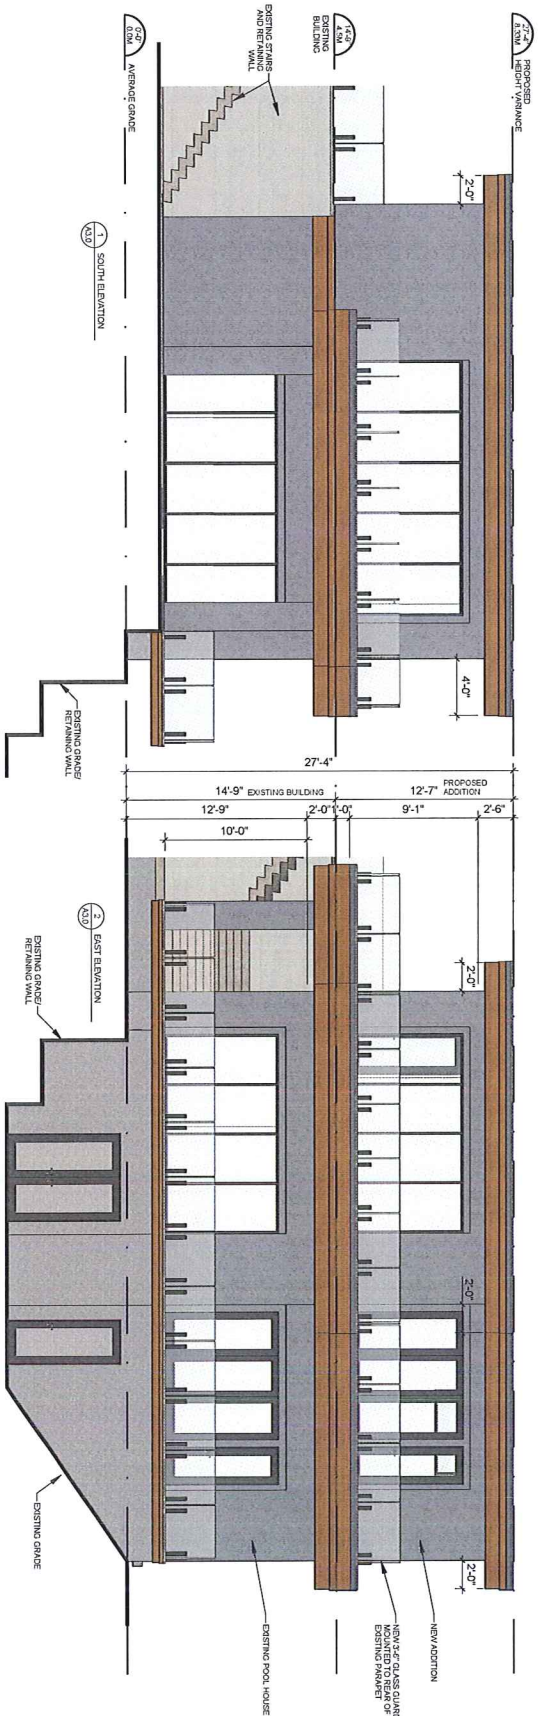 27'-4"
8.33M
PROPOSED
HEIGHT VARIANCE
14'-9"
4.5M
EXISTING
BUILDING
0'-0"
0.0M
AVERAGE GRADE
EXISTING STAIRS
AND RETAINING
WALL
2'-0"
4'-0"
1
A3.0
SOUTH ELEVATION
EXISTING GRADE/
RETAINING WALL
27'-4"
14'-9" EXISTING BUILDING
12'-7" PROPOSED
ADDITION
12'-9"
2'-0"
1'-0"
9'-1"
2'-6"
10'-0"
2'-0"
2'-0"
2'-0"
2
A3.0
EAST ELEVATION
EXISTING GRADE/
RETAINING WALL
EXISTING GRADE
EXISTING POOL HOUSE
NEW ADDITION
NEW 3'-6" GLASS GUARD
MOUNTED TO REAR OF
EXISTING PARAPET